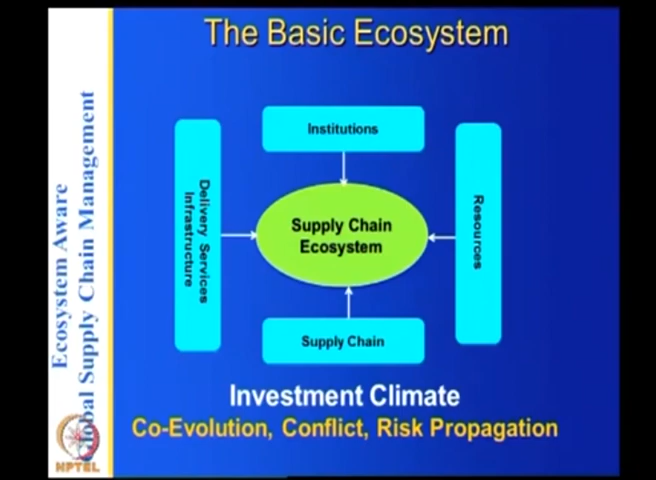 The Basic Ecosystem
Ecosystem Aware
Global Supply Chain Management
Institutions
Delivery Services
Infrastructure
Supply Chain
Ecosystem
Resources
Supply Chain
Investment Climate
Co-Evolution, Conflict, Risk Propagation
NPTEL